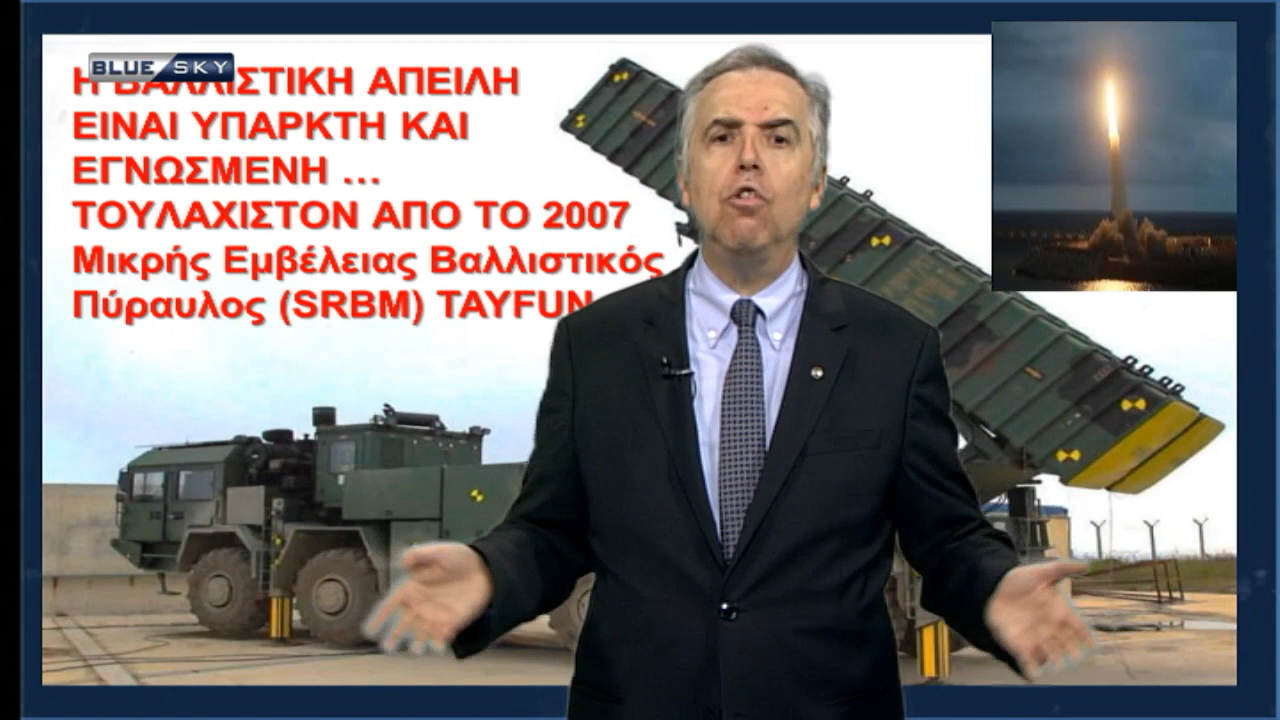 BLUE SKY
Η ΒΑΛΛΙΣΤΙΚΗ ΑΠΕΙΛΗ
ΕΙΝΑΙ ΥΠΑΡΚΤΗ ΚΑΙ
ΕΓΝΩΣΜΕΝΗ ...
ΤΟΥΛΑΧΙΣΤΟΝ ΑΠΟ ΤΟ 2007
Μικρής Εμβέλειας Βαλλιστικός
Πύραυλος (SRBM) TAYFUN